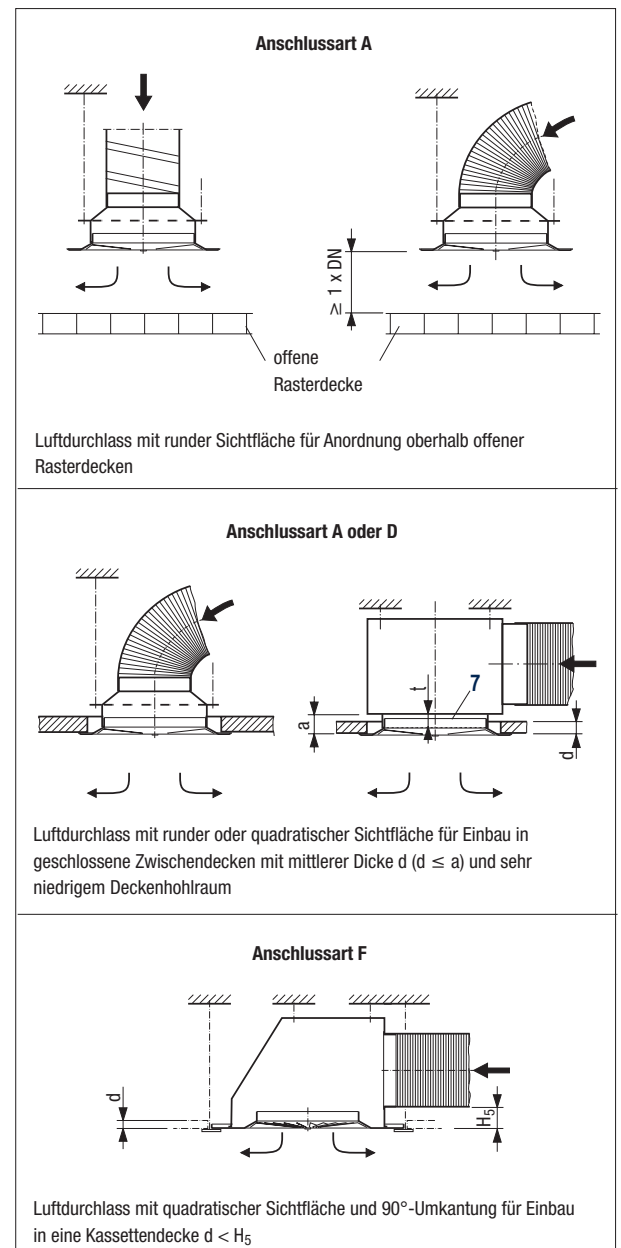 Anschlussart A
≥ 1 x DN
offene
Rasterdecke
Luftdurchlass mit runder Sichtfläche für Anordnung oberhalb offener
Rasterdecken
Anschlussart A oder D
a
t
7
d
Luftdurchlass mit runder oder quadratischer Sichtfläche für Einbau in
geschlossene Zwischendecken mit mittlerer Dicke d (d ≤ a) und sehr
niedrigem Deckenhohlraum
Anschlussart F
d
H₅
Luftdurchlass mit quadratischer Sichtfläche und 90°-Umkantung für Einbau
in eine Kassettendecke d < H₅